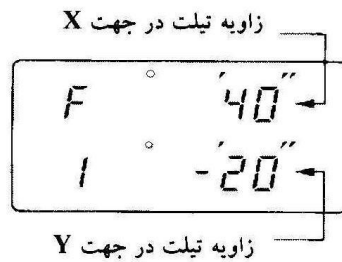 زاویه تیلت در جهت X
F ° ' 40"
1 ° ' -20"
زاویه تیلت در جهت Y